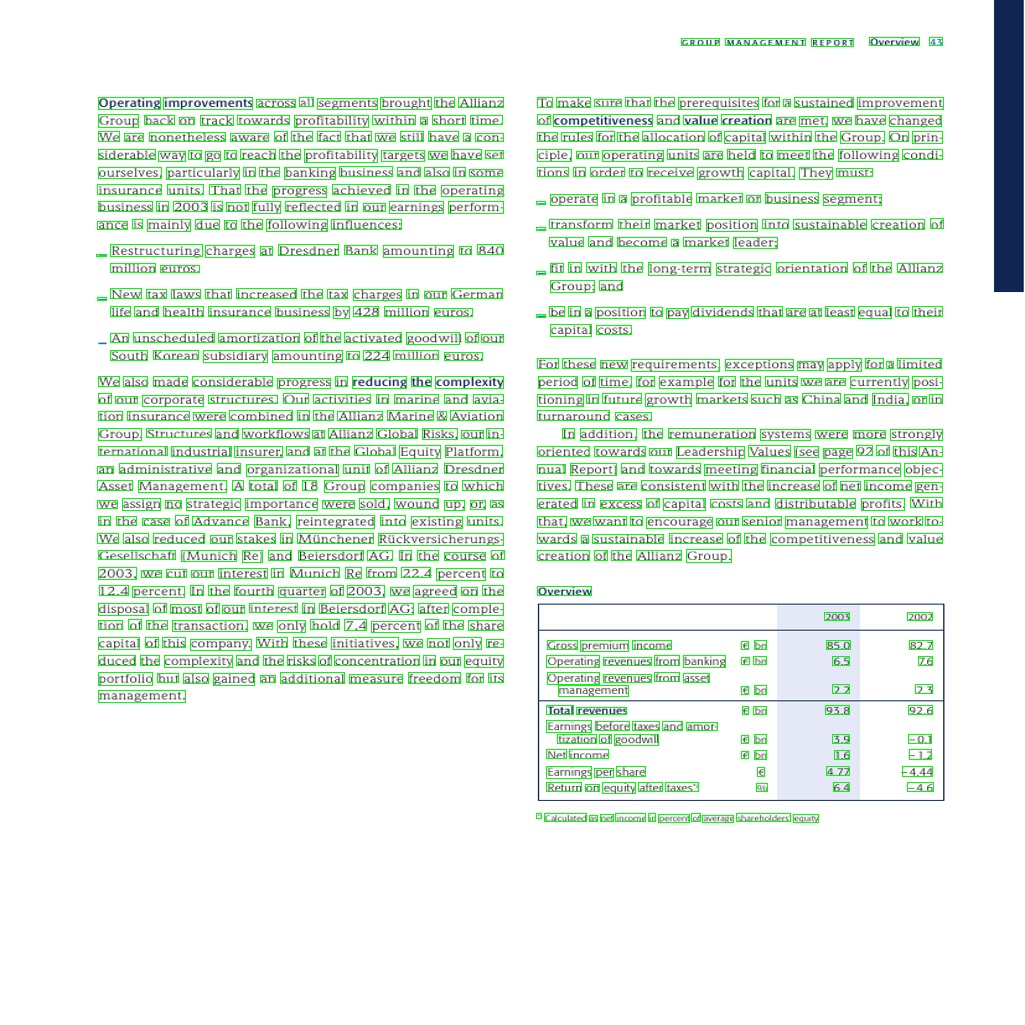 GROUP MANAGEMENT REPORT Overview 43
Operating improvements across all segments brought the Allianz
Group back on track towards profitability within a short time.
We are nonetheless aware of the fact that we still have a con-
siderable way to go to reach the profitability targets we have set
ourselves, particularly in the banking business and also in some
insurance units. That the progress achieved in the operating
business in 2003 is not fully reflected in our earnings perform-
ance is mainly due to the following influences:
_ Restructuring charges at Dresdner Bank amounting to 840
million euros.
_ New tax laws that increased the tax charges in our German
life and health insurance business by 428 million euros.
_ An unscheduled amortization of the activated goodwill of our
South Korean subsidiary amounting to 224 million euros.
We also made considerable progress in reducing the complexity
of our corporate structures. Our activities in marine and avia-
tion insurance were combined in the Allianz Marine & Aviation
Group. Structures and workflows at Allianz Global Risks, our in-
ternational industrial insurer, and at the Global Equity Platform,
an administrative and organizational unit of Allianz Dresdner
Asset Management. A total of 18 Group companies to which
we assign no strategic importance were sold, wound up, or, as
in the case of Advance Bank, reintegrated into existing units.
We also reduced our stakes in Münchener Rückversicherungs-
Gesellschaft (Munich Re) and Beiersdorf AG. In the course of
2003, we cut our interest in Munich Re from 22.4 percent to
12.4 percent. In the fourth quarter of 2003, we agreed on the
disposal of most of our interest in Beiersdorf AG; after comple-
tion of the transaction, we only hold 7.4 percent of the share
capital of this company. With these initiatives, we not only re-
duced the complexity and the risks of concentration in our equity
portfolio but also gained an additional measure freedom for its
management.
To make sure that the prerequisites for a sustained improvement
of competitiveness and value creation are met, we have changed
the rules for the allocation of capital within the Group. On prin-
ciple, our operating units are held to meet the following condi-
tions in order to receive growth capital. They must:
_ operate in a profitable market or business segment;
_ transform their market position into sustainable creation of
value and become a market leader;
_ fit in with the long-term strategic orientation of the Allianz
Group; and
_ be in a position to pay dividends that are at least equal to their
capital costs.
For these new requirements, exceptions may apply for a limited
period of time, for example for the units we are currently posi-
tioning in future growth markets such as China and India, or in
turnaround cases.
In addition, the remuneration systems were more strongly
oriented towards our Leadership Values (see page 92 of this An-
nual Report) and towards meeting financial performance objec-
tives. These are consistent with the increase of net income gen-
erated in excess of capital costs and distributable profits. With
that, we want to encourage our senior management to work to-
wards a sustainable increase of the competitiveness and value
creation of the Allianz Group.
Overview
2003 2002
Gross premium income € bn 85.0 82.7
Operating revenues from banking € bn 6.5 7.6
Operating revenues from asset
management € bn 2.2 2.3
Total revenues € bn 93.8 92.6
Earnings before taxes and amor-
tization of goodwill € bn 3.9 – 0.1
Net income € bn 1.6 – 1.2
Earnings per share € 4.77 – 4.44
Return on equity after taxes*) % 6.4 – 4.6
*) Calculated as net income in percent of average shareholders equity